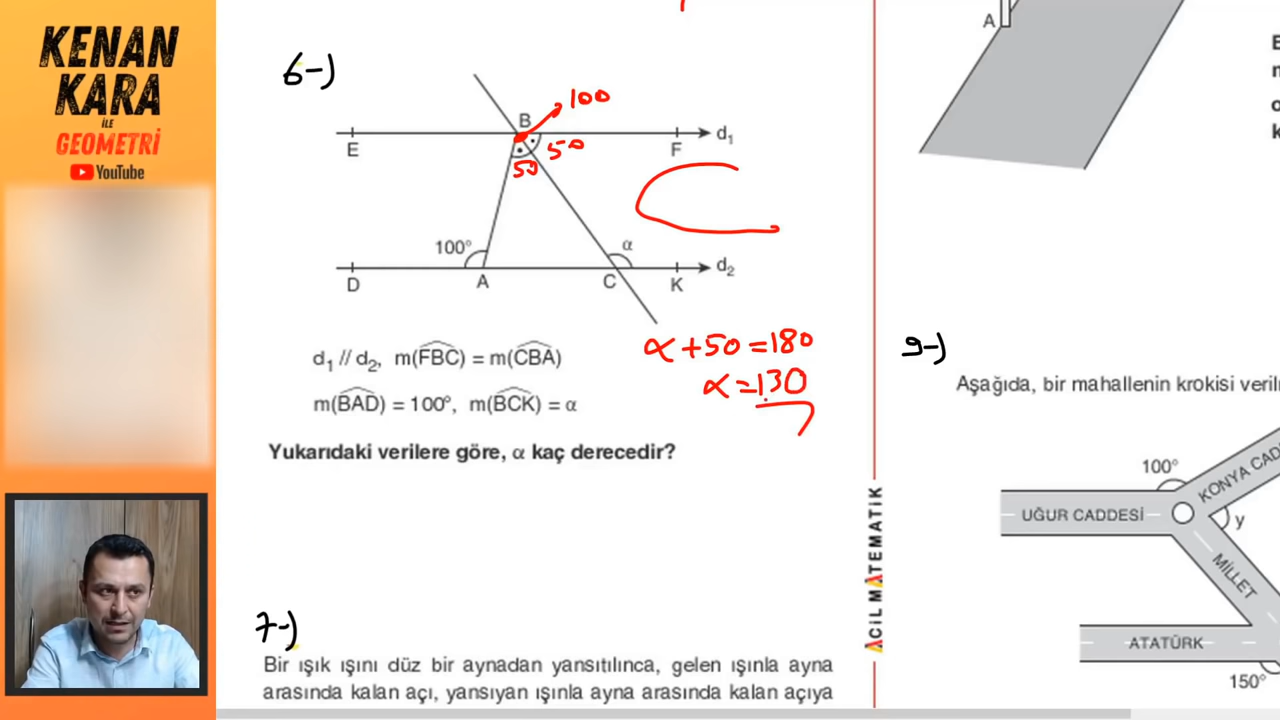 KENAN
KARA
İLE
GEOMETRİ
YouTube
6-)
B
100
E
50
F
d₁
50
100°
α
D
A
C
K
d₂
α + 50 = 180
α = 130
d₁ // d₂, m(FBC) = m(CBA)
m(BAD) = 100°, m(BCK) = α
Yukarıdaki verilere göre, α kaç derecedir?
7-)
Bir ışık ışını düz bir aynadan yansıtılınca, gelen ışınla ayna
arasında kalan açı, yansıyan ışınla ayna arasında kalan açıya
ACİL MATEMATİK
A
9-)
Aşağıda, bir mahallenin krokisi veril
100°
KONYA CAD
UĞUR CADDESİ
y
MİLLET
ATATÜRK
150°